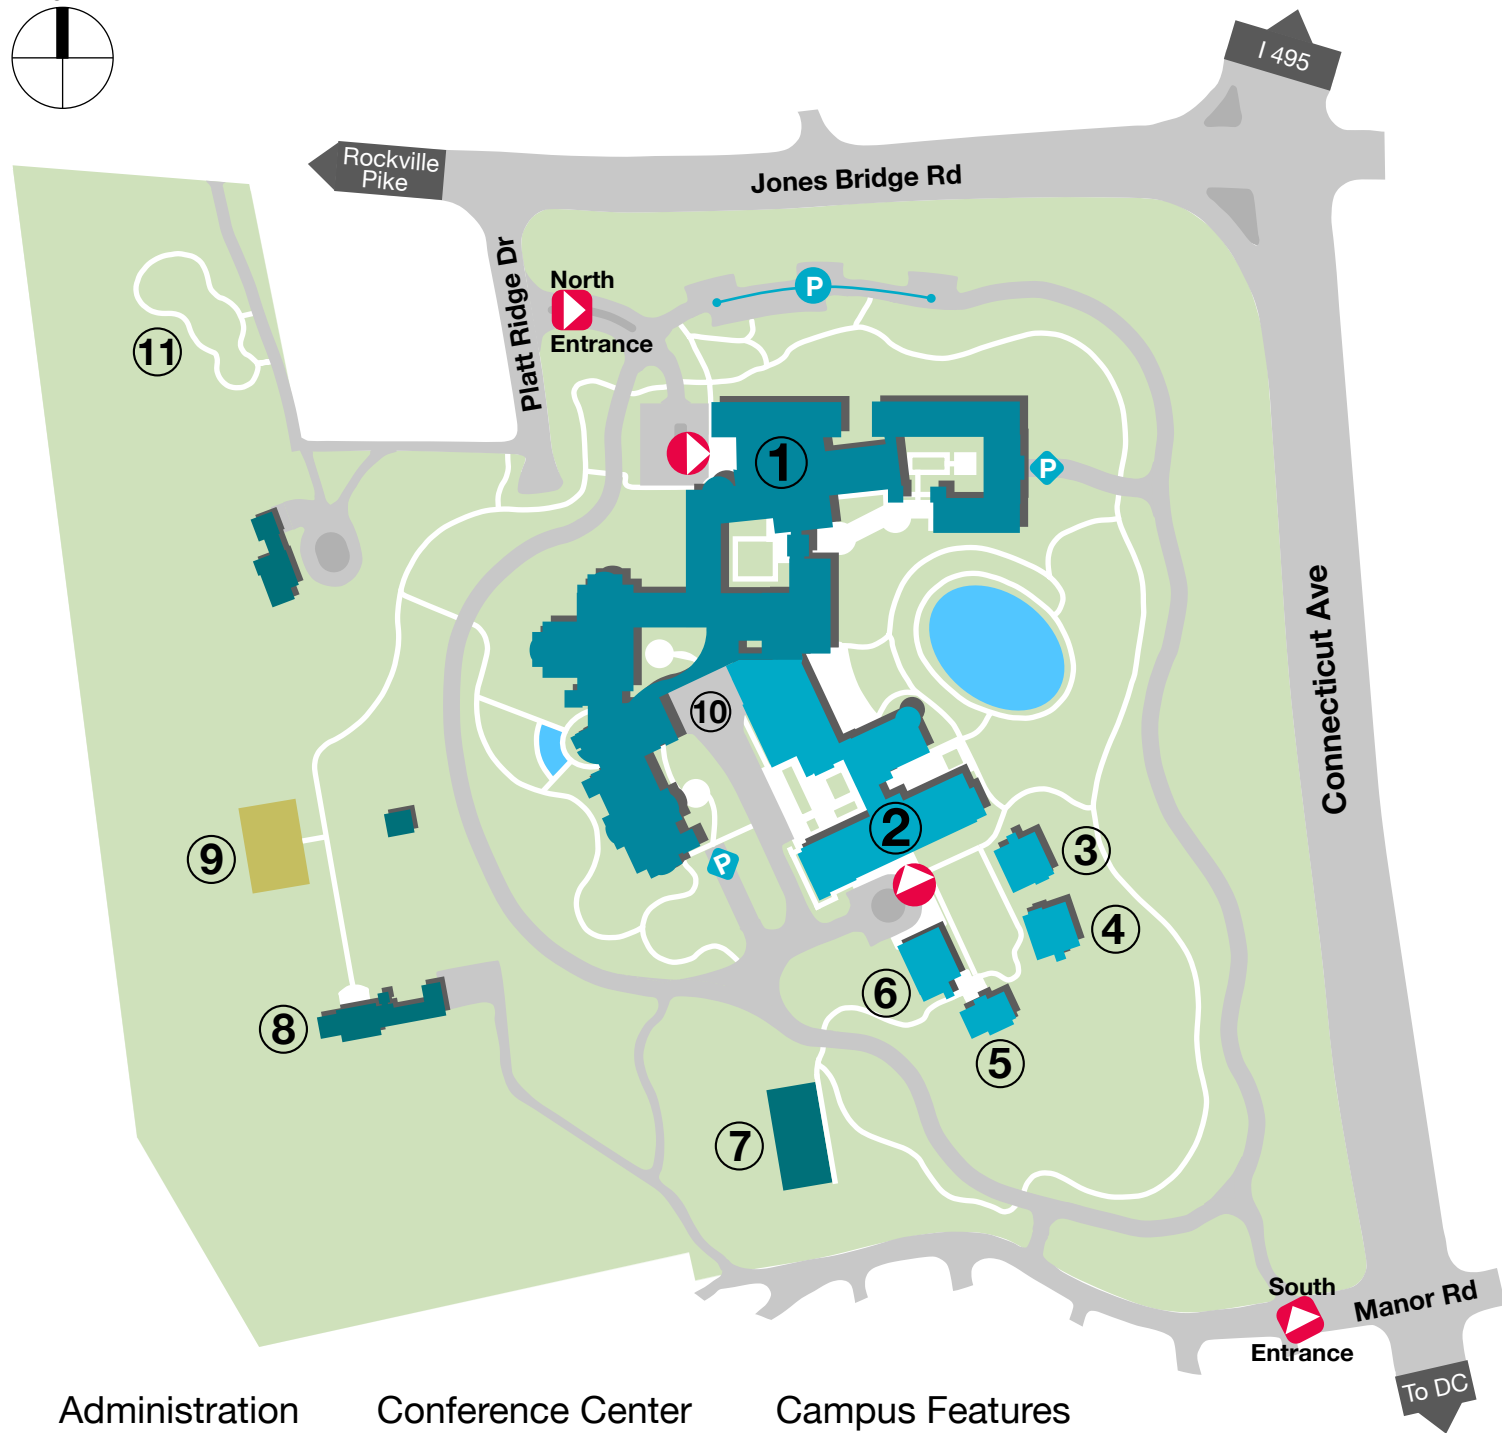 I 495
Rockville
Pike
Jones Bridge Rd
Platt Ridge Dr
North
Entrance
P
11
1
P
Connecticut Ave
10
2
3
9
P
4
6
8
5
7
South
Entrance
Manor Rd
To DC
Administration
Conference Center
Campus Features